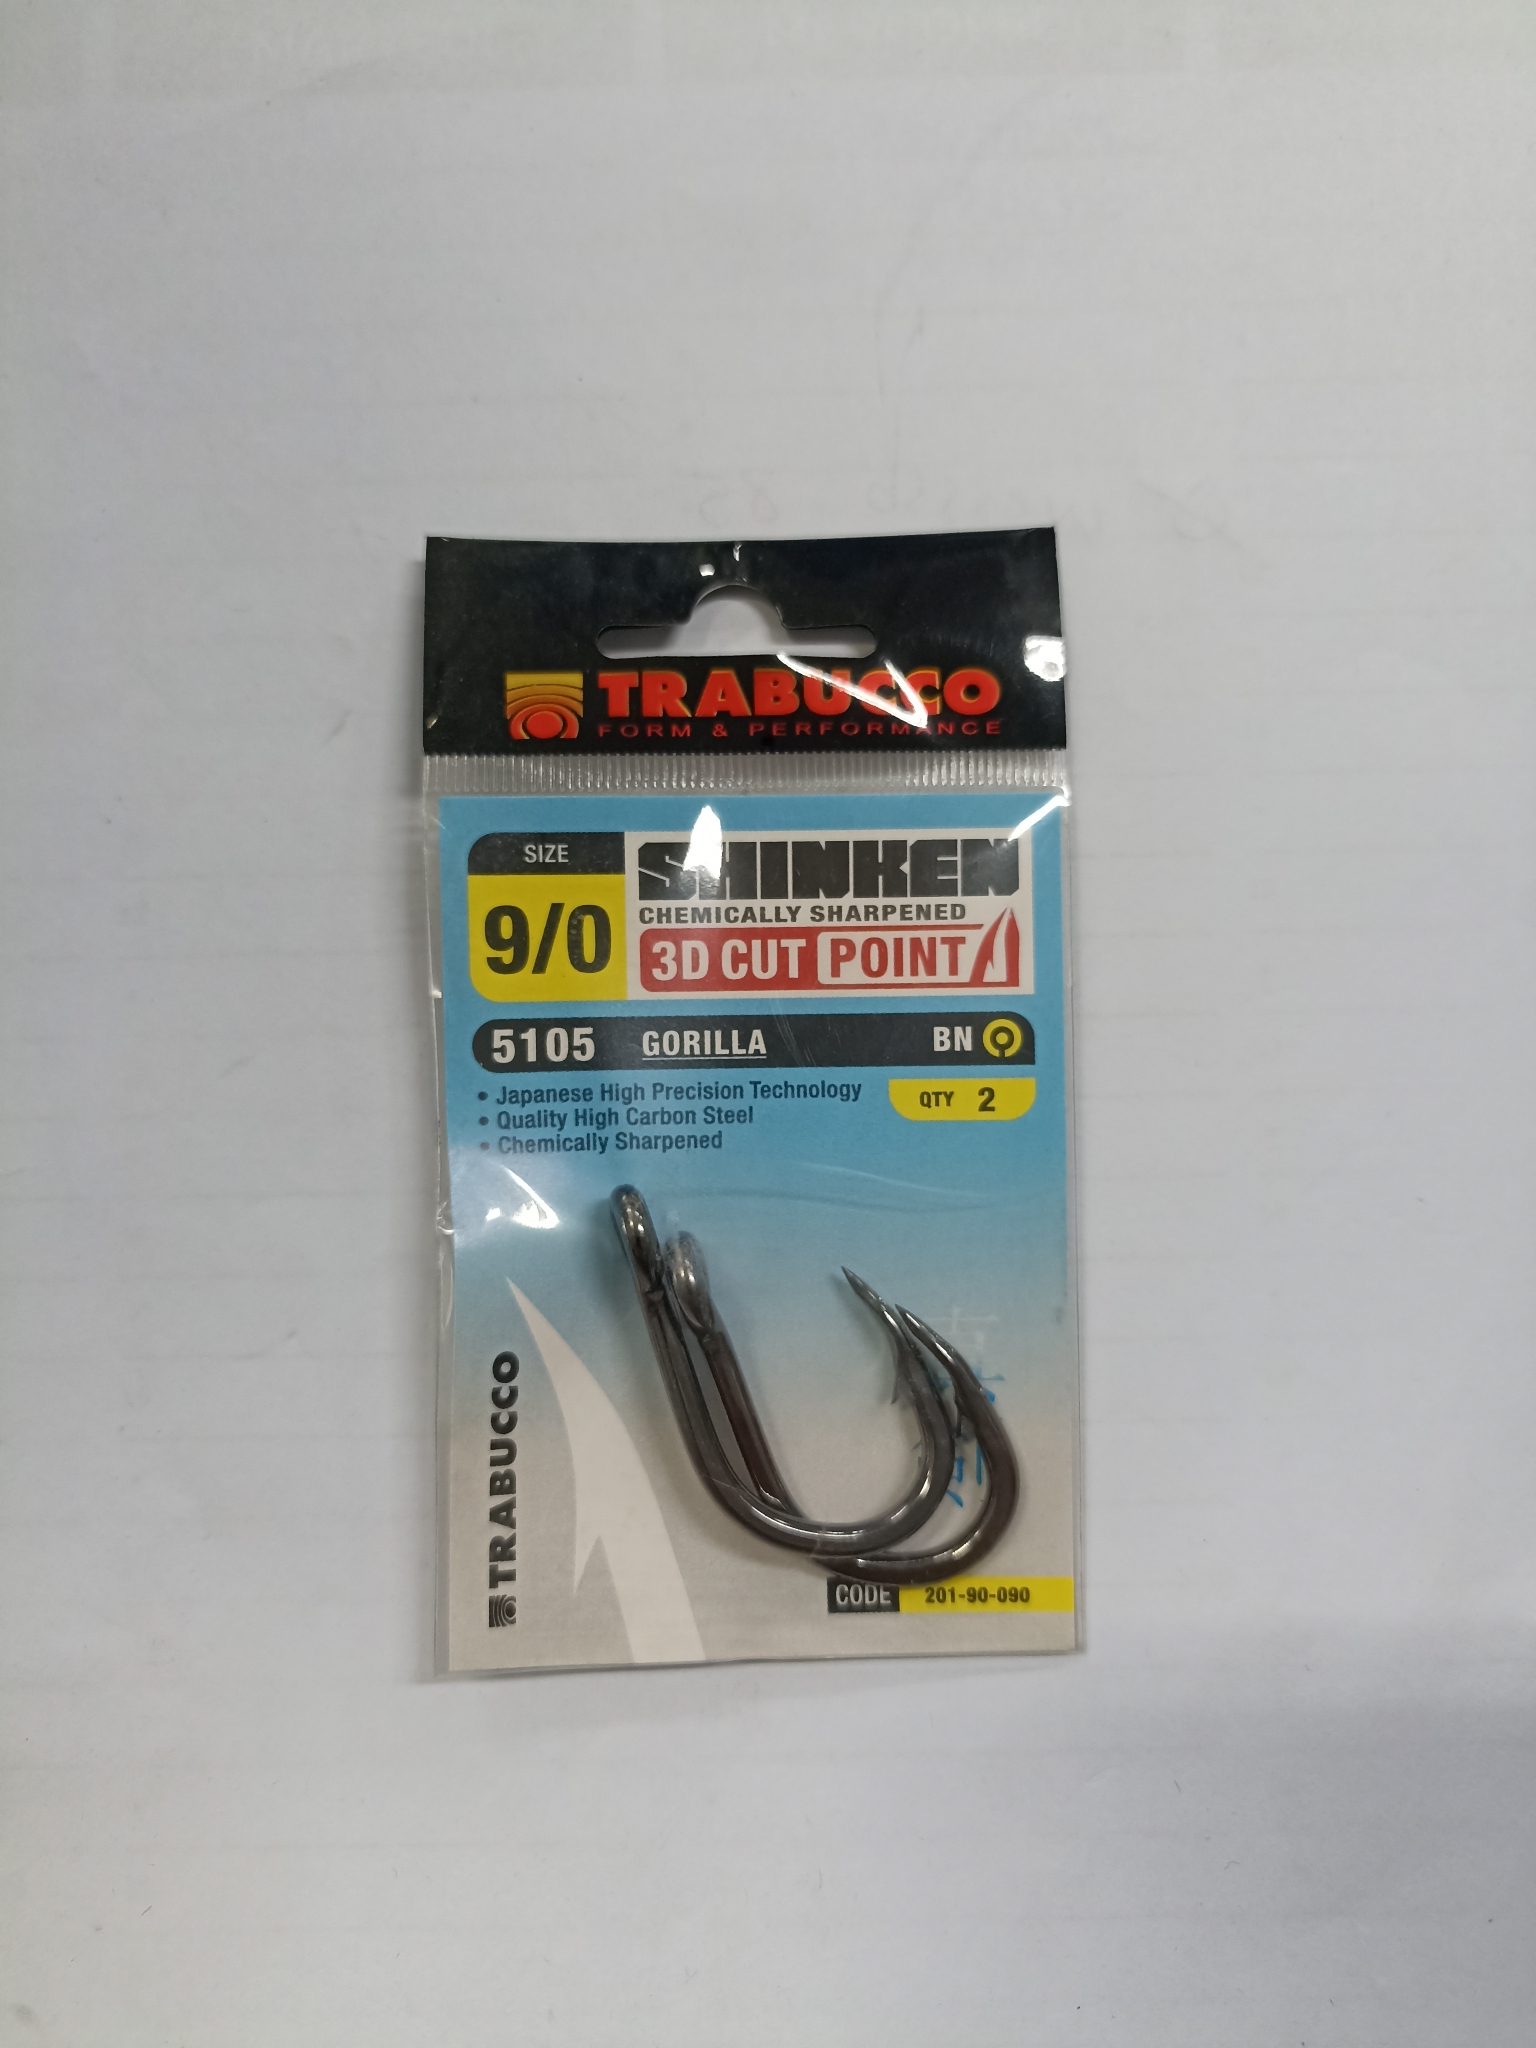 TRABUCCO
FORM & PERFORMANCE
SIZE
9/0
SHINKEN
CHEMICALLY SHARPENED
3D CUT POINT
5105 GORILLA BN
QTY 2
• Japanese High Precision Technology
• Quality High Carbon Steel
• Chemically Sharpened
TRABUCCO
CODE 201-90-090